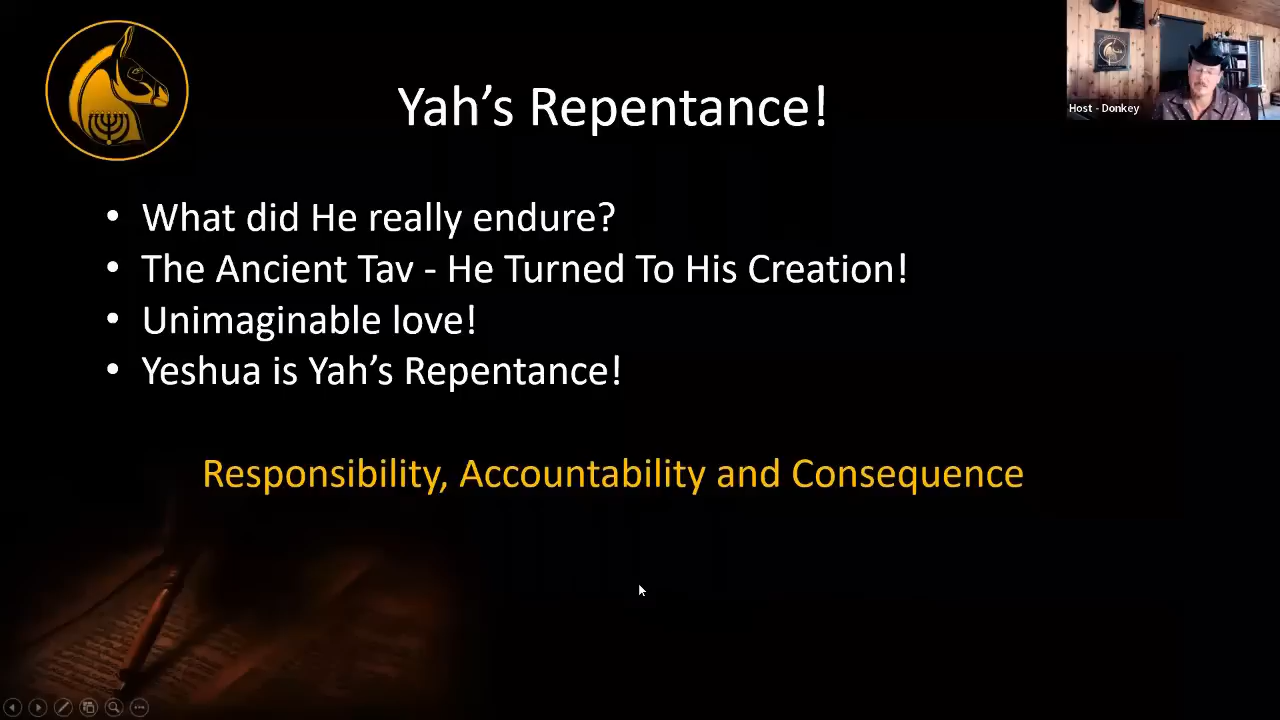 Yah's Repentance!
Host - Donkey
• What did He really endure?
• The Ancient Tav - He Turned To His Creation!
• Unimaginable love!
• Yeshua is Yah's Repentance!
Responsibility, Accountability and Consequence